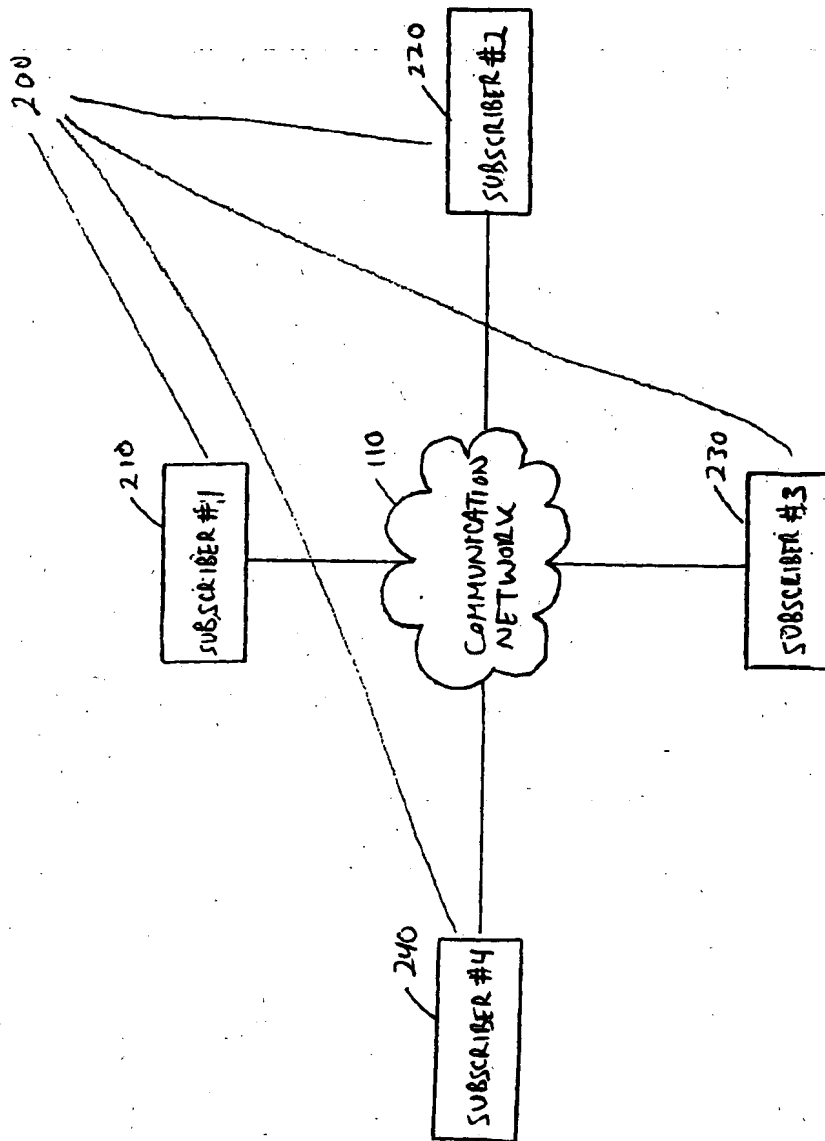 200
210
SUBSCRIBER #1
220
SUBSCRIBER #2
110
COMMUNICATION
NETWORK
240
SUBSCRIBER #4
230
SUBSCRIBER #3